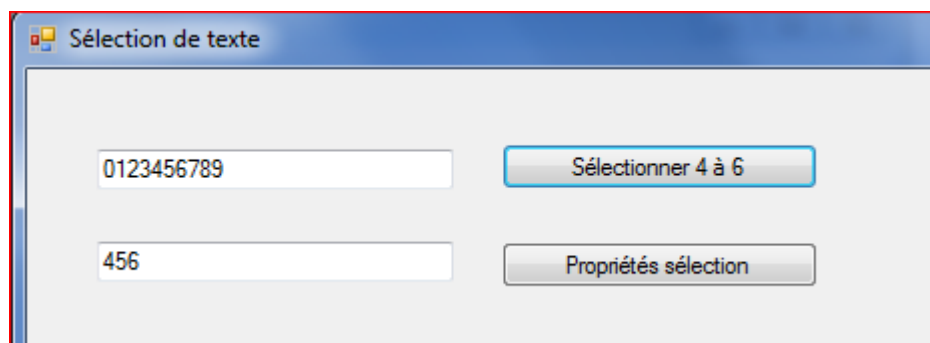 Sélection de texte
0123456789
Sélectionner 4 à 6
456
Propriétés sélection